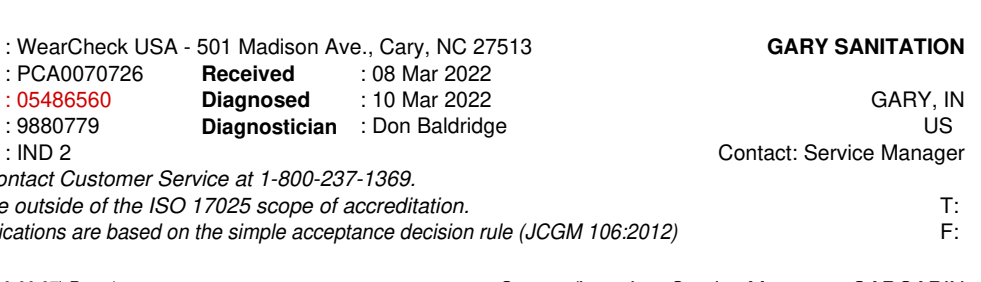 : WearCheck USA - 501 Madison Ave., Cary, NC 27513 GARY SANITATION
: PCA0070726 Received : 08 Mar 2022
: 05486560 Diagnosed : 10 Mar 2022 GARY, IN
: 9880779 Diagnostician : Don Baldridge US
: IND 2 Contact: Service Manager
ontact Customer Service at 1-800-237-1369.
e outside of the ISO 17025 scope of accreditation. T:
ications are based on the simple acceptance decision rule (JCGM 106:2012) F: